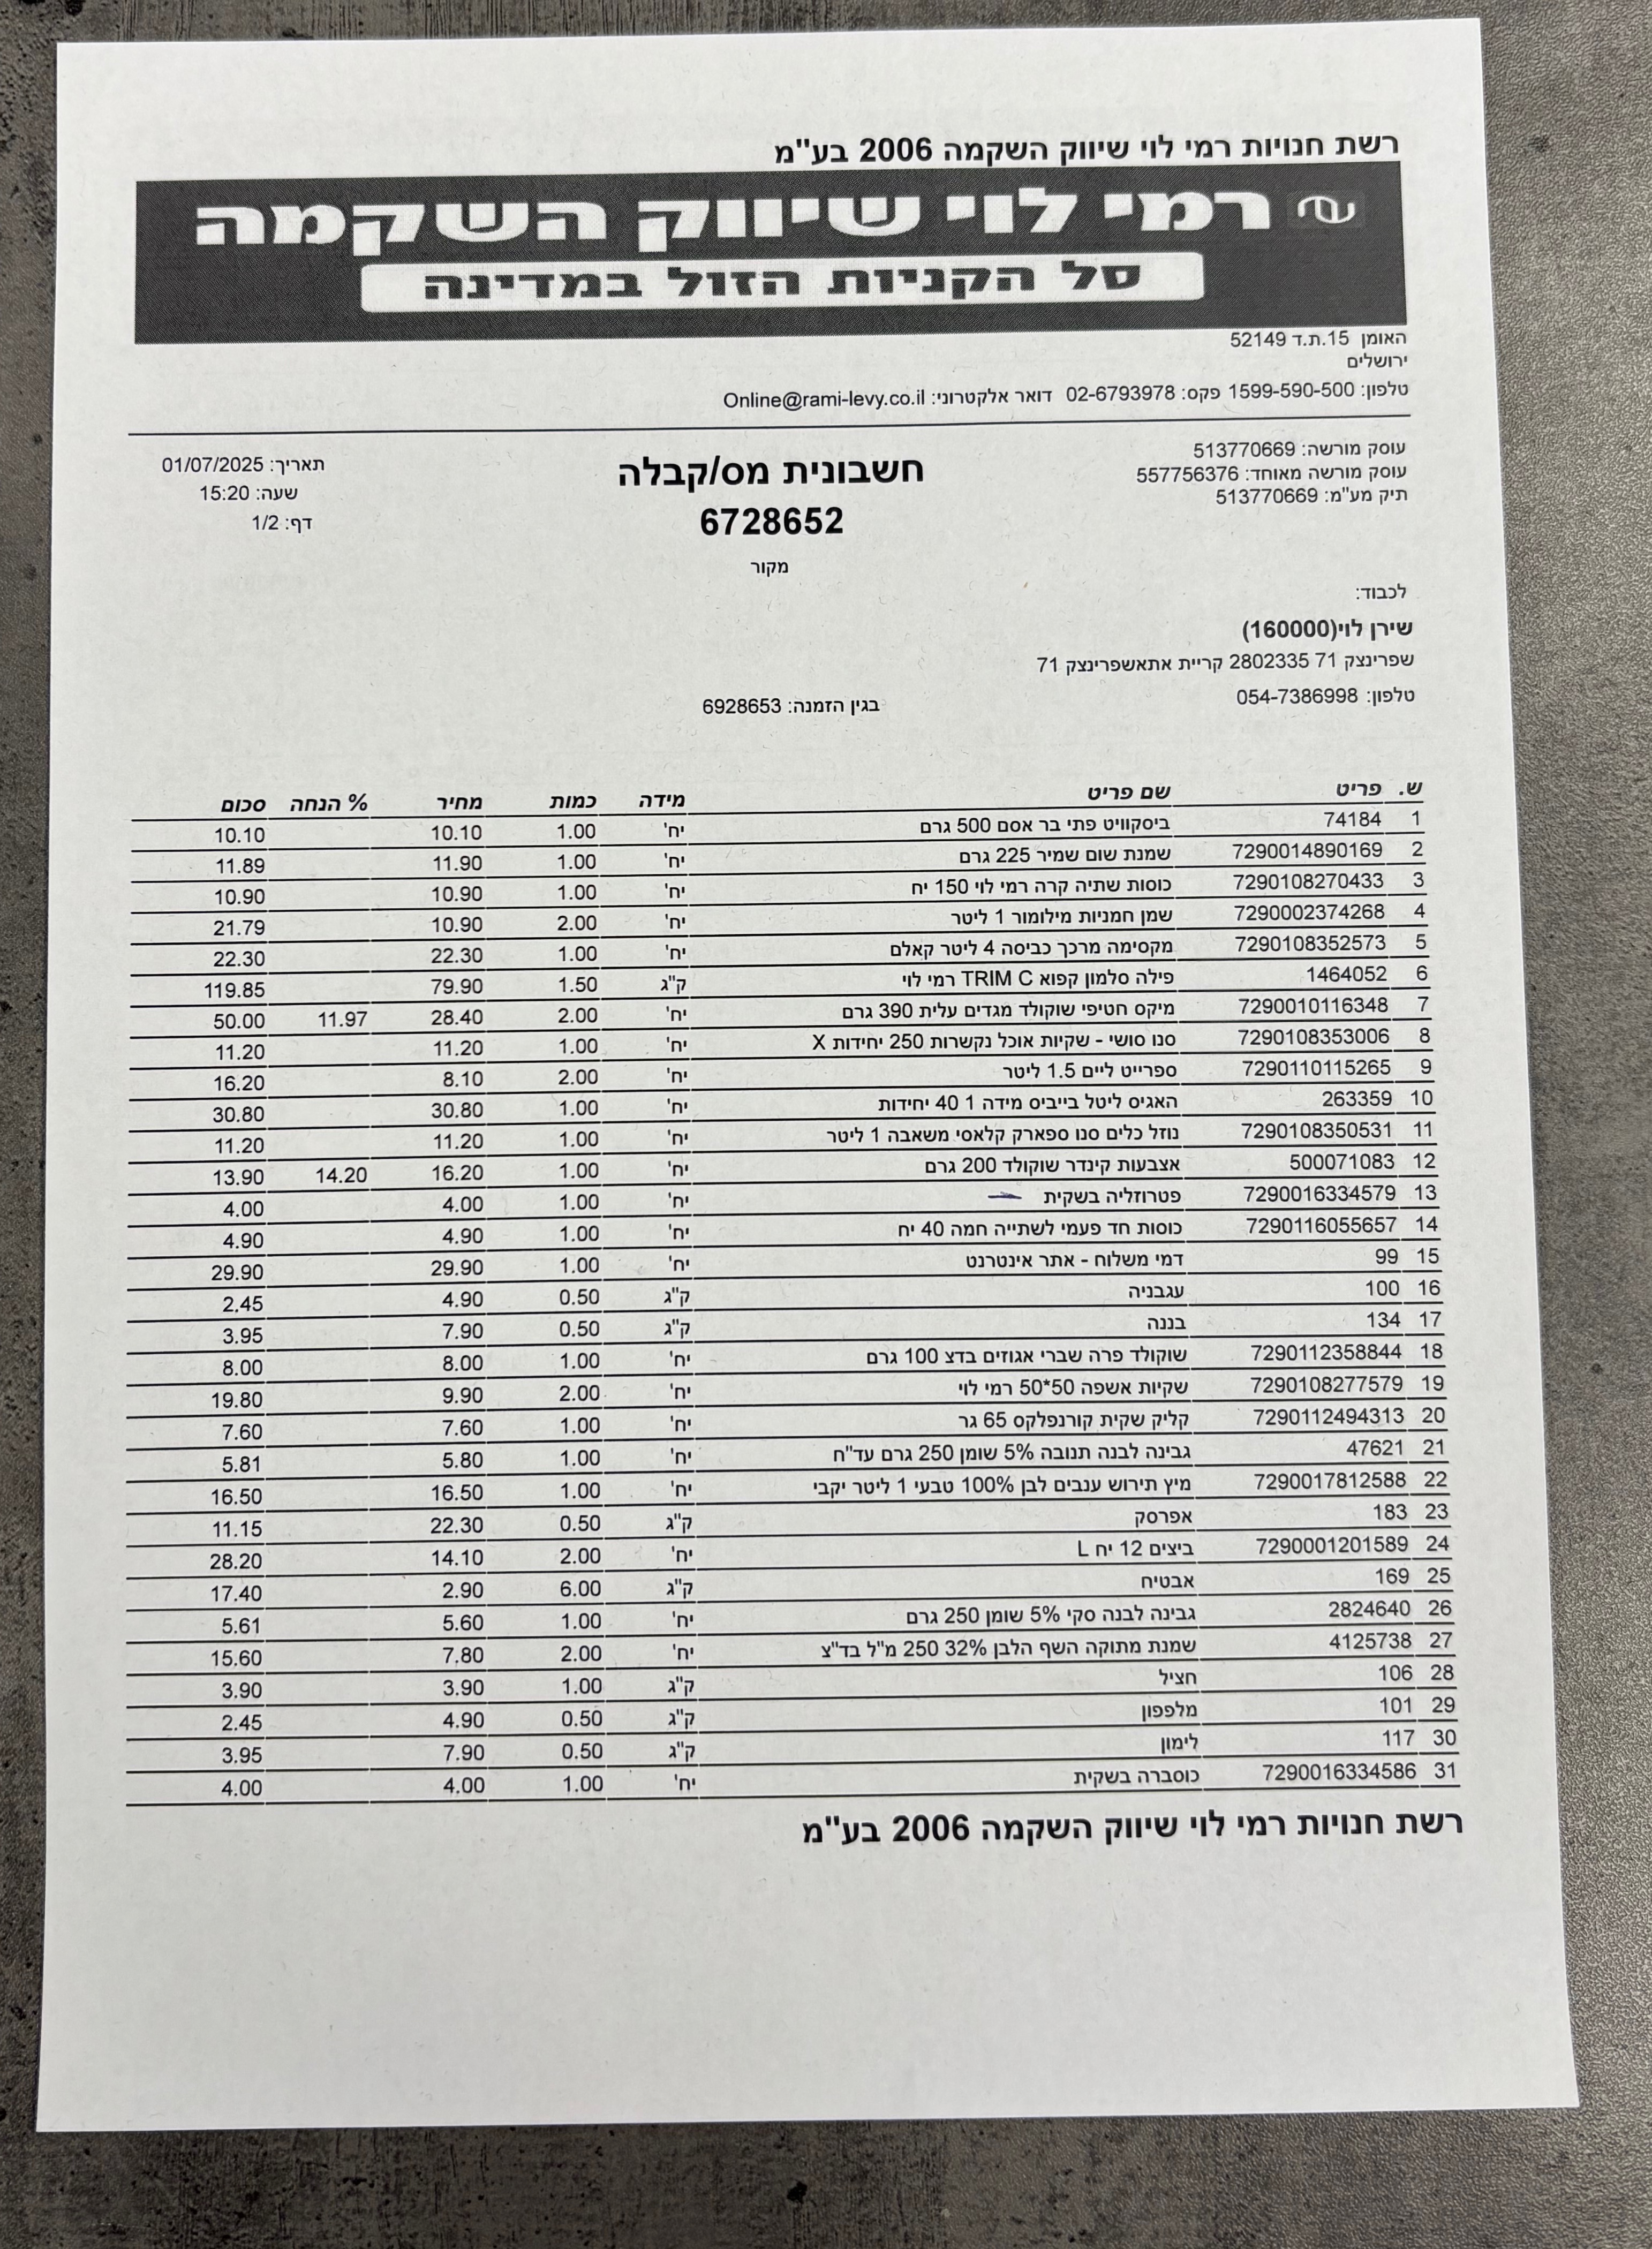 רשת חנויות רמי לוי שיווק השקמה 2006 בע"מ
רמי לוי שיווק השקמה
סל הקניות הזול במדינה
האומן 15.ת.ד 52149
ירושלים
טלפון: 1599-590-500 פקס: 02-6793978 דואר אלקטרוני: Online@rami-levy.co.il
עוסק מורשה: 513770669
עוסק מורשה מאוחד: 557756376
תיק מע"מ: 513770669
חשבונית מס/קבלה
6728652
מקור
תאריך: 01/07/2025
שעה: 15:20
דף: 1/2
לכבוד:
שירן לוי(160000)
שפרינצק 71 2802335 קריית אתאשפרינצק 71
טלפון: 054-7386998
בגין הזמנה: 6928653
ש. פריט שם פריט מידה כמות מחיר % הנחה סכום
1 74184 ביסקוויט פתי בר אסם 500 גרם יח' 1.00 10.10 10.10
2 7290014890169 שמנת שום שמיר 225 גרם יח' 1.00 11.90 11.89
3 7290108270433 כוסות שתיה קרה רמי לוי 150 יח יח' 1.00 10.90 10.90
4 7290002374268 שמן חמניות מילומור 1 ליטר יח' 2.00 10.90 21.79
5 7290108352573 מקסימה מרכך כביסה 4 ליטר קאלם יח' 1.00 22.30 22.30
6 1464052 פילה סלמון קפוא TRIM C רמי לוי ק"ג 1.50 79.90 119.85
7 7290010116348 מיקס חטיפי שוקולד מגדים עלית 390 גרם יח' 2.00 28.40 11.97 50.00
8 7290108353006 סנו סושי - שקיות אוכל נקשרות 250 יחידות X יח' 1.00 11.20 11.20
9 7290110115265 ספרייט ליים 1.5 ליטר יח' 2.00 8.10 16.20
10 263359 האגיס ליטל בייביס מידה 1 40 יחידות יח' 1.00 30.80 30.80
11 7290108350531 נוזל כלים סנו ספארק קלאסי משאבה 1 ליטר יח' 1.00 11.20 11.20
12 500071083 אצבעות קינדר שוקולד 200 גרם יח' 1.00 16.20 14.20 13.90
13 7290016334579 פטרוזליה בשקית יח' 1.00 4.00 4.00
14 7290116055657 כוסות חד פעמי לשתייה חמה 40 יח יח' 1.00 4.90 4.90
15 99 דמי משלוח - אתר אינטרנט יח' 1.00 29.90 29.90
16 100 עגבניה ק"ג 0.50 4.90 2.45
17 134 בננה ק"ג 0.50 7.90 3.95
18 7290112358844 שוקולד פרה שברי אגוזים בדצ 100 גרם יח' 1.00 8.00 8.00
19 7290108277579 שקיות אשפה 50*50 רמי לוי יח' 2.00 9.90 19.80
20 7290112494313 קליק שקית קורנפלקס 65 גר יח' 1.00 7.60 7.60
21 47621 גבינה לבנה תנובה 5% שומן 250 גרם עד"ח יח' 1.00 5.80 5.81
22 7290017812588 מיץ תירוש ענבים לבן 100% טבעי 1 ליטר יקבי יח' 1.00 16.50 16.50
23 183 אפרסק ק"ג 0.50 22.30 11.15
24 7290001201589 ביצים 12 יח L יח' 2.00 14.10 28.20
25 169 אבטיח ק"ג 6.00 2.90 17.40
26 2824640 גבינה לבנה סקי 5% שומן 250 גרם יח' 1.00 5.60 5.61
27 4125738 שמנת מתוקה השף הלבן 32% 250 מ"ל בד"צ יח' 2.00 7.80 15.60
28 106 חציל ק"ג 1.00 3.90 3.90
29 101 מלפפון ק"ג 0.50 4.90 2.45
30 117 לימון ק"ג 0.50 7.90 3.95
31 7290016334586 כוסברה בשקית יח' 1.00 4.00 4.00
רשת חנויות רמי לוי שיווק השקמה 2006 בע"מ